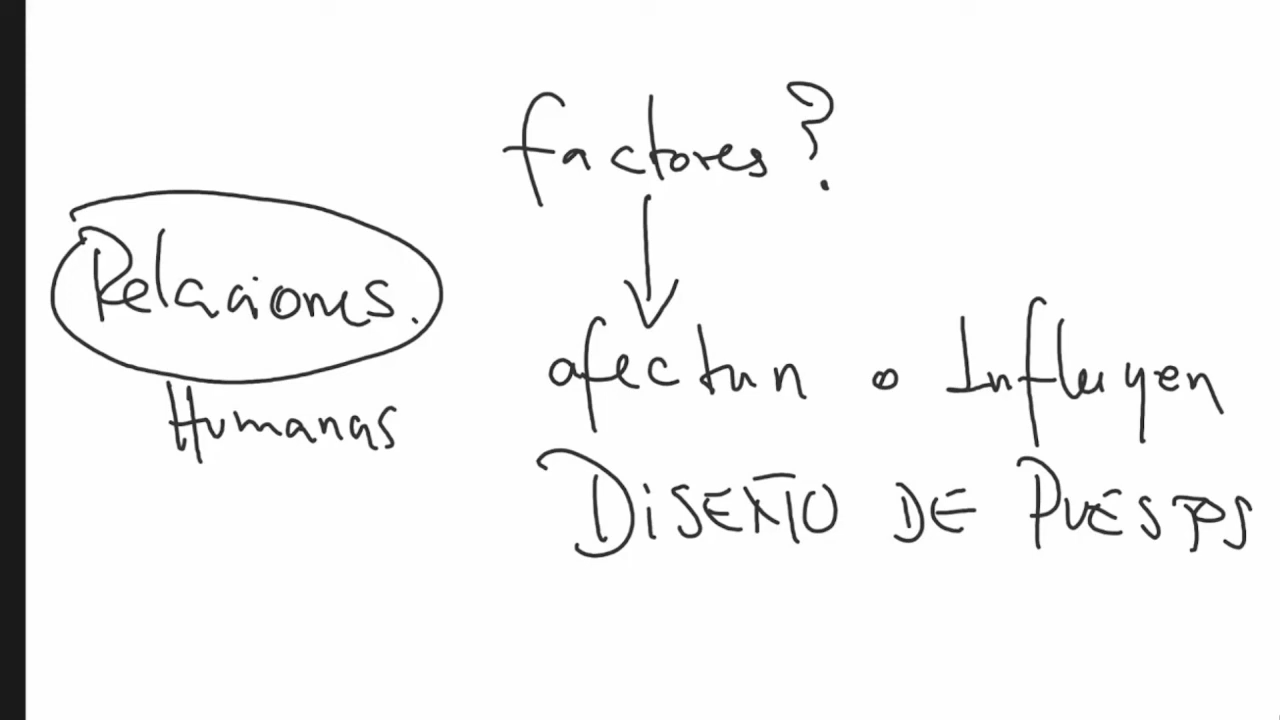 factores?
Relaciones.
Humanas
afectan o Influyen
DISEÑO DE PUESTOS